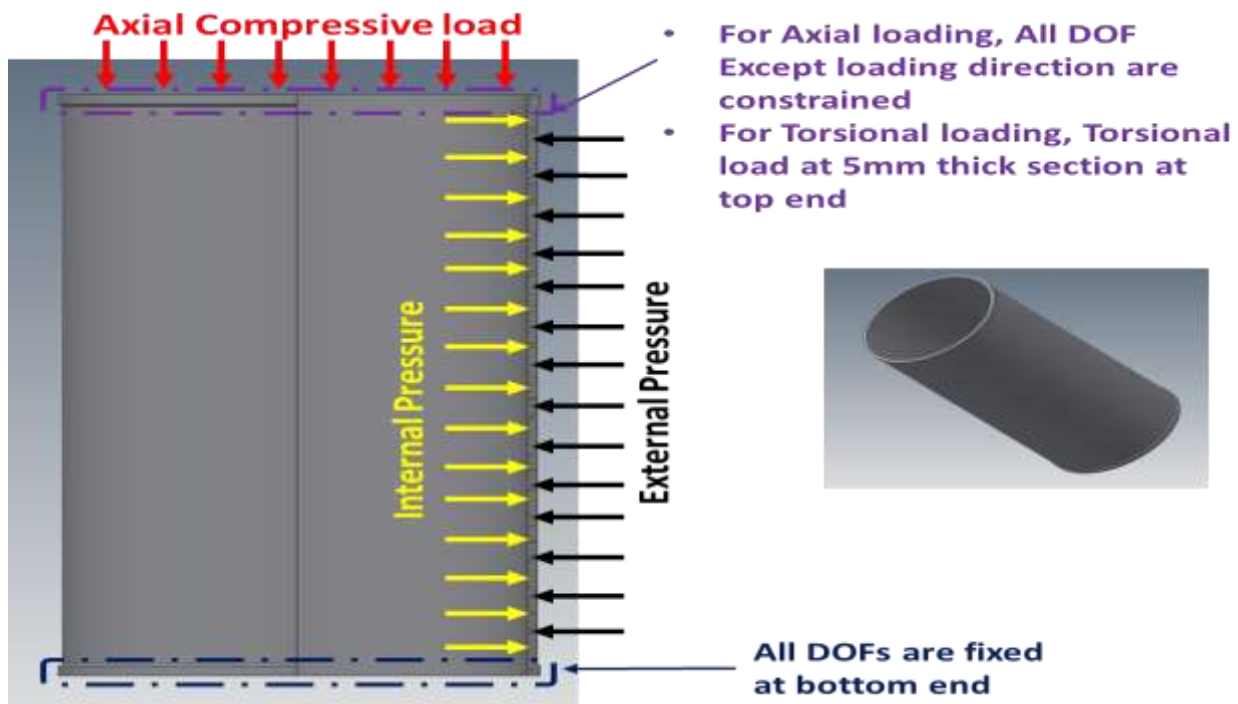 Axial Compressive load
• For Axial loading, All DOF
Except loading direction are
constrained
• For Torsional loading, Torsional
load at 5mm thick section at
top end
Internal Pressure
External Pressure
All DOFs are fixed
at bottom end